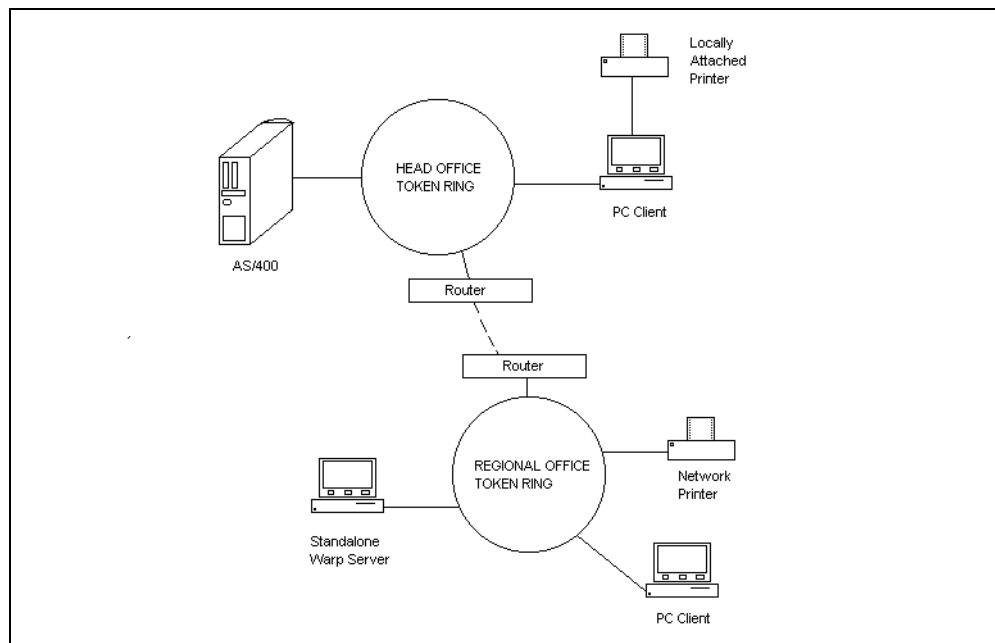 Locally
Attached
Printer
HEAD OFFICE
TOKEN RING
PC Client
AS/400
Router
Router
REGIONAL OFFICE
TOKEN RING
Network
Printer
Standalone
Warp Server
PC Client